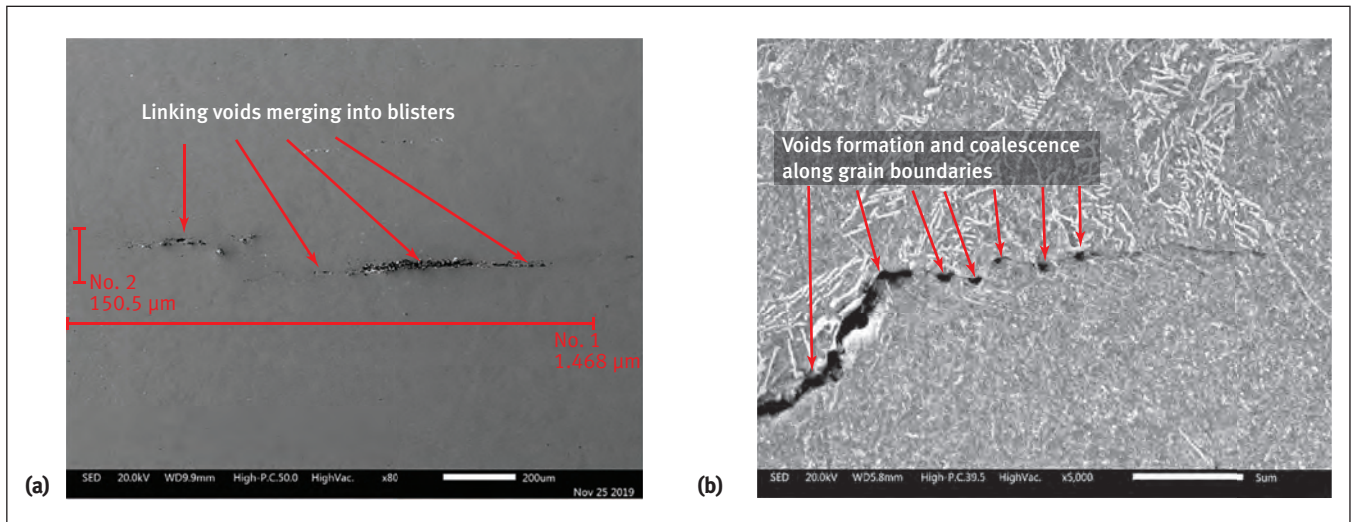 Linking voids merging into blisters
No. 2
150.5 µm
No. 1
1.468 µm
SED 20.0kV WD9.9mm High-P.C.50.0 HighVac. x80 200um
Nov 25 2019
(a)
Voids formation and coalescence
along grain boundaries
SED 20.0kV WD5.8mm High-P.C.39.5 HighVac. x5,000 5um
(b)